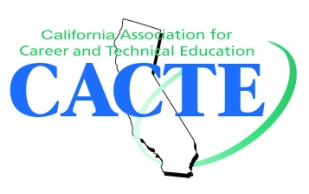 California Association for
Career and Technical Education
CACTE